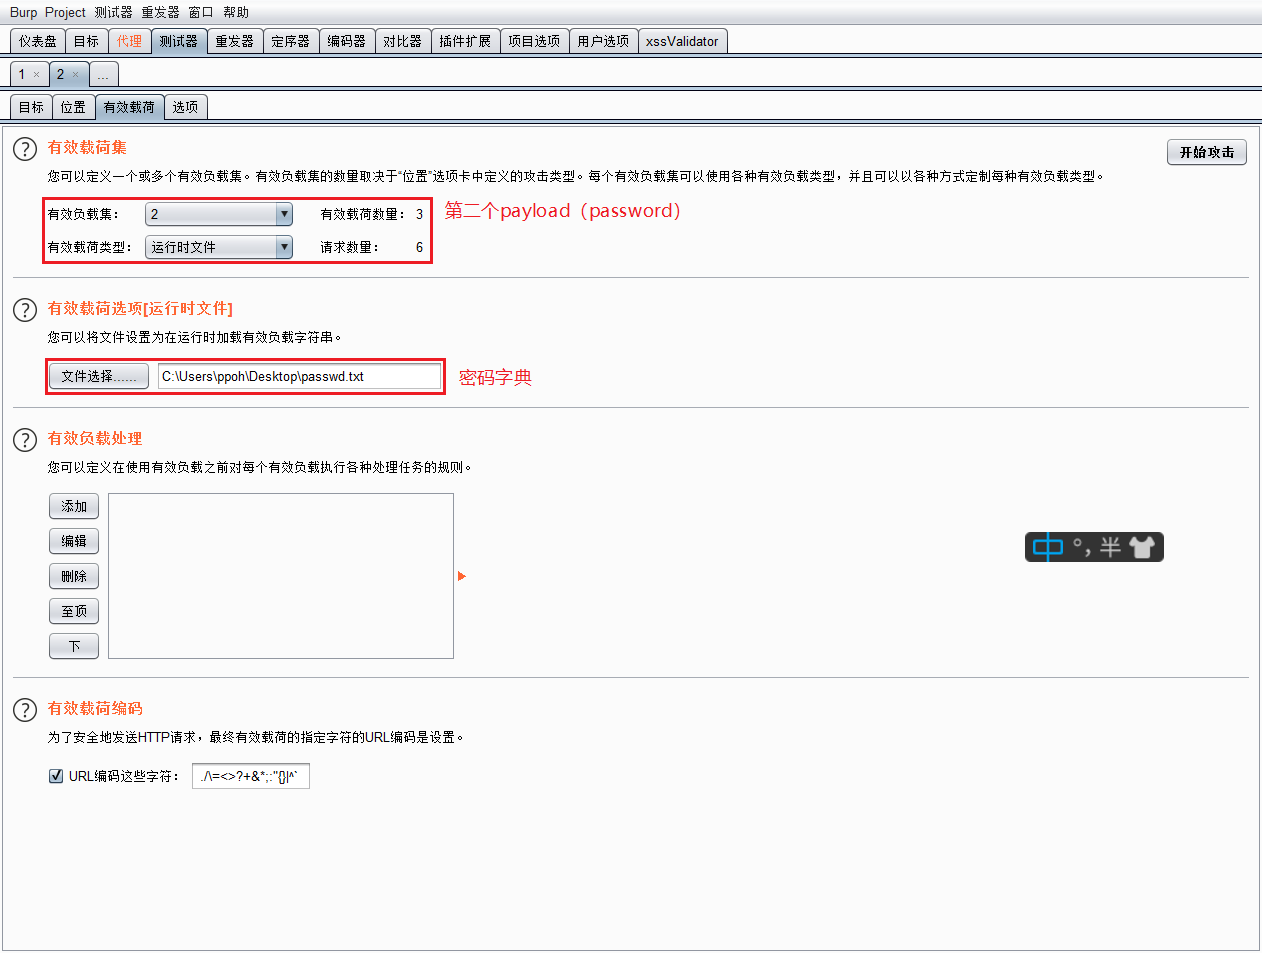 Burp Project 测试器 重发器 窗口 帮助
仪表盘 目标 代理 测试器 重发器 定序器 编码器 对比器 插件扩展 项目选项 用户选项 xssValidator
1 × 2 × ...
目标 位置 有效载荷 选项
? 有效载荷集 开始攻击
您可以定义一个或多个有效负载集。有效负载集的数量取决于“位置”选项卡中定义的攻击类型。每个有效负载集可以使用各种有效负载类型，并且可以以各种方式定制每种有效负载类型。
有效负载集： 2 有效载荷数量： 3 第二个payload（password）
有效载荷类型： 运行时文件 请求数量： 6
? 有效载荷选项[运行时文件]
您可以将文件设置为在运行时加载有效负载字符串。
文件选择...... C:\Users\ppoh\Desktop\passwd.txt 密码字典
? 有效负载处理
您可以定义在使用有效负载之前对每个有效负载执行各种处理任务的规则。
添加
编辑
中 °, 半
删除
至顶
下
? 有效载荷编码
为了安全地发送HTTP请求，最终有效载荷的指定字符的URL编码是设置。
URL编码这些字符： ./\=<>?+&*;:"{}|^`